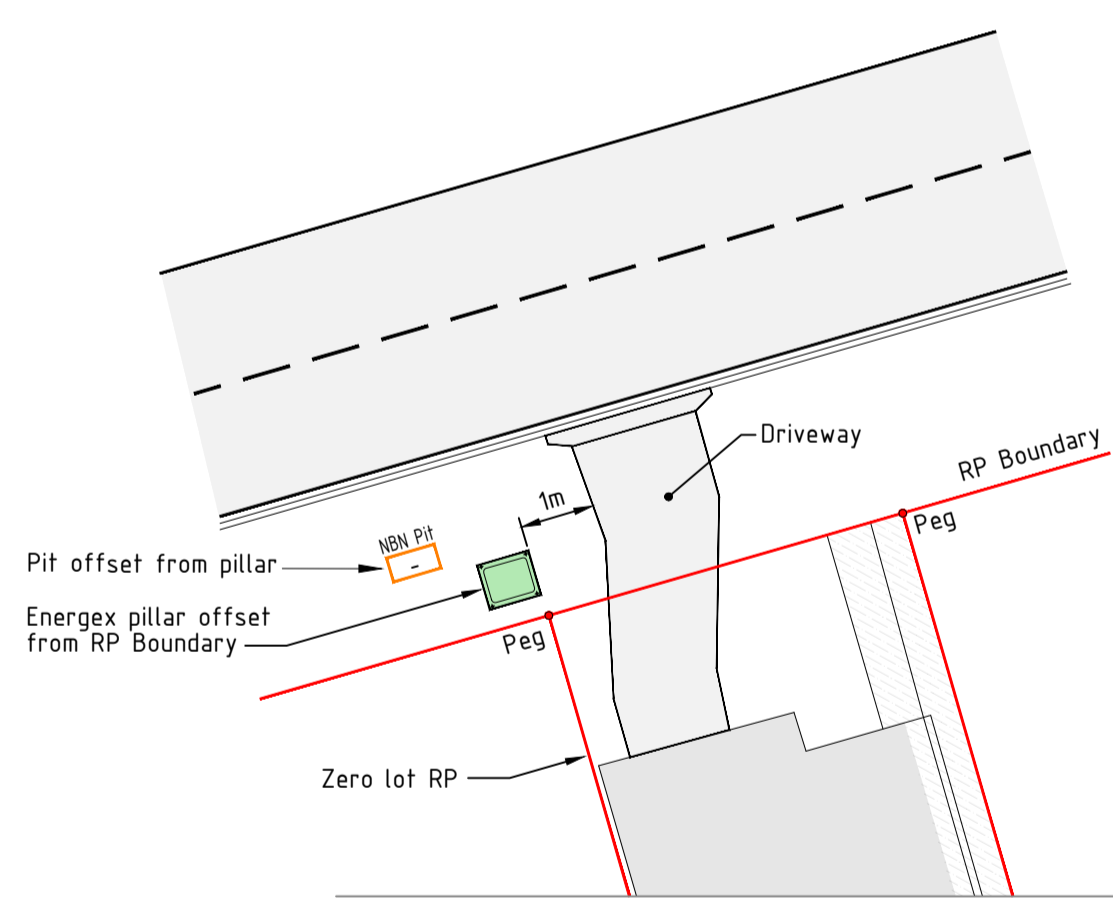 Driveway
RP Boundary
1m
Peg
NBN Pit
Pit offset from pillar
Energex pillar offset
from RP Boundary
Peg
Zero lot RP